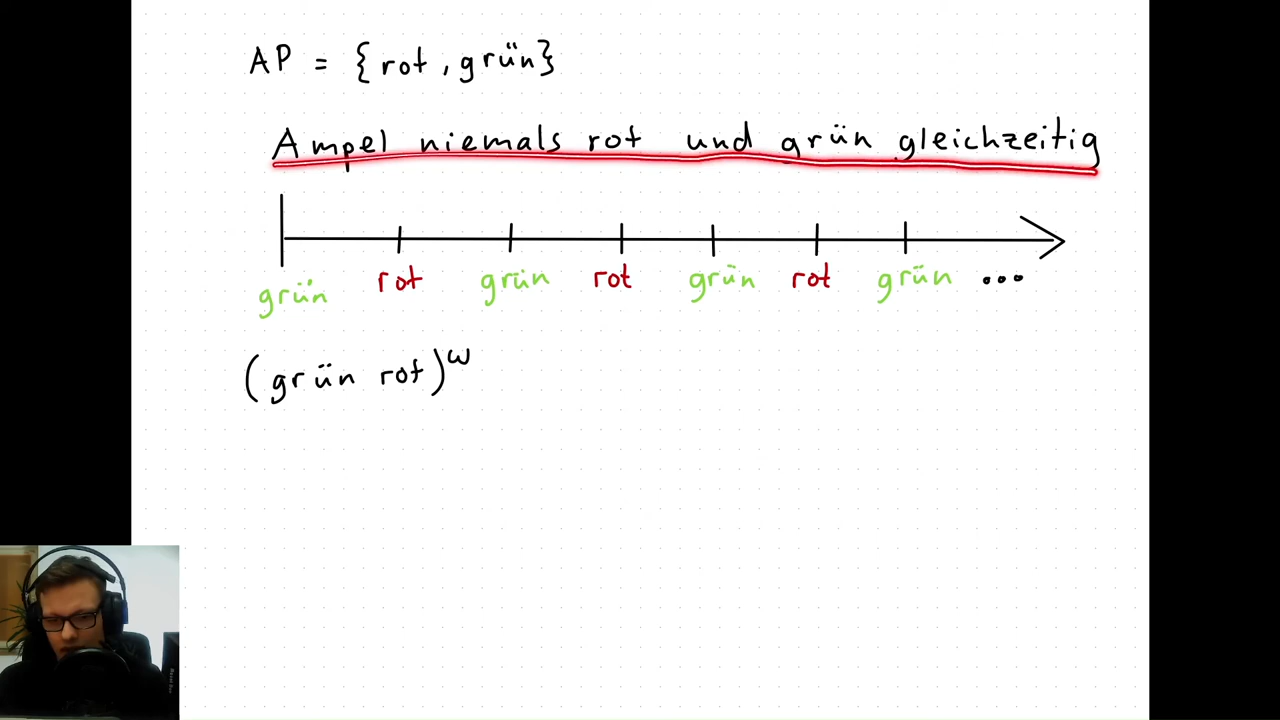 AP = {rot, grün}
Ampel niemals rot und grün gleichzeitig
grün rot grün rot grün rot grün ...
(grün rot)^ω